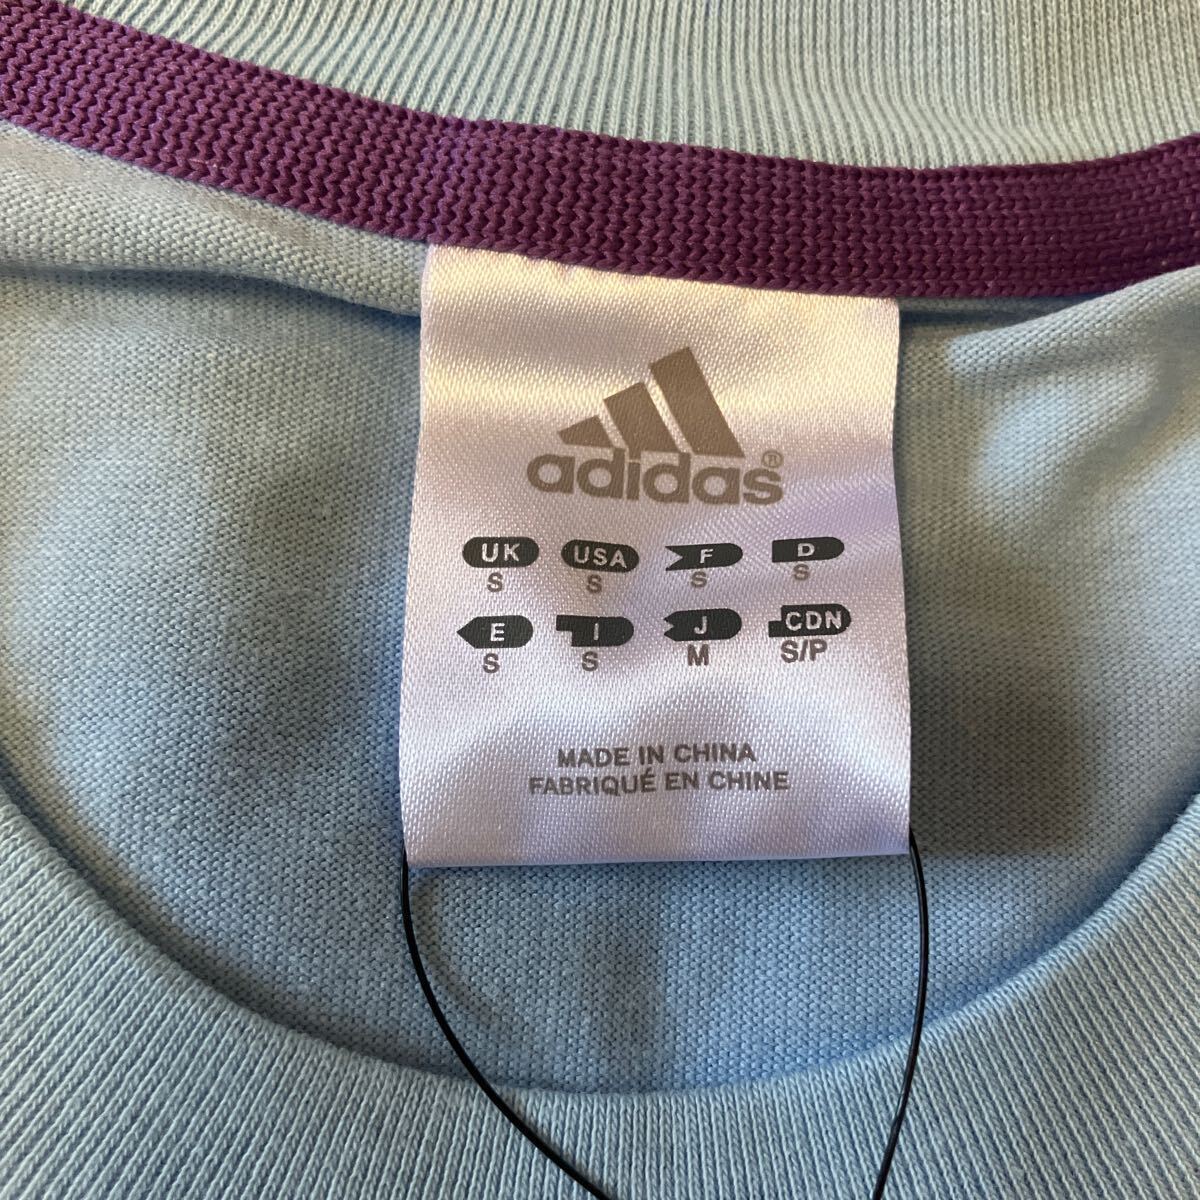 adidas®
UK USA F D
S S S S
E I J CDN
S S M S/P
MADE IN CHINA
FABRIQUÉ EN CHINE